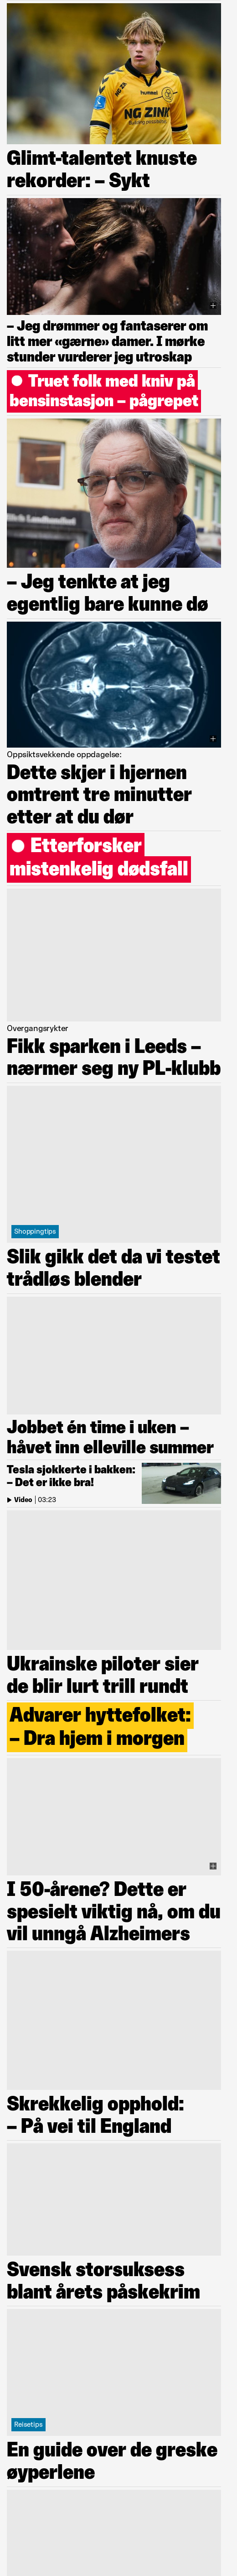 NG ZINK
hummel
Glimt-talentet knuste
rekorder: – Sykt
– Jeg drømmer og fantaserer om
litt mer «gærne» damer. I mørke
stunder vurderer jeg utroskap
Truet folk med kniv på
bensinstasjon – pågrepet
– Jeg tenkte at jeg
egentlig bare kunne dø
Oppsiktsvekkende oppdagelse:
Dette skjer i hjernen
omtrent tre minutter
etter at du dør
Etterforsker
mistenkelig dødsfall
Overgangsrykter
Fikk sparken i Leeds –
nærmer seg ny PL-klubb
Shoppingtips
Slik gikk det da vi testet
trådløs blender
Jobbet én time i uken –
håvet inn elleville summer
Tesla sjokkerte i bakken:
– Det er ikke bra!
Video | 03:23
Ukrainske piloter sier
de blir lurt trill rundt
Advarer hyttefolket:
– Dra hjem i morgen
I 50-årene? Dette er
spesielt viktig nå, om du
vil unngå Alzheimers
Skrekkelig opphold:
– På vei til England
Svensk storsuksess
blant årets påskekrim
Reisetips
En guide over de greske
øyperlene